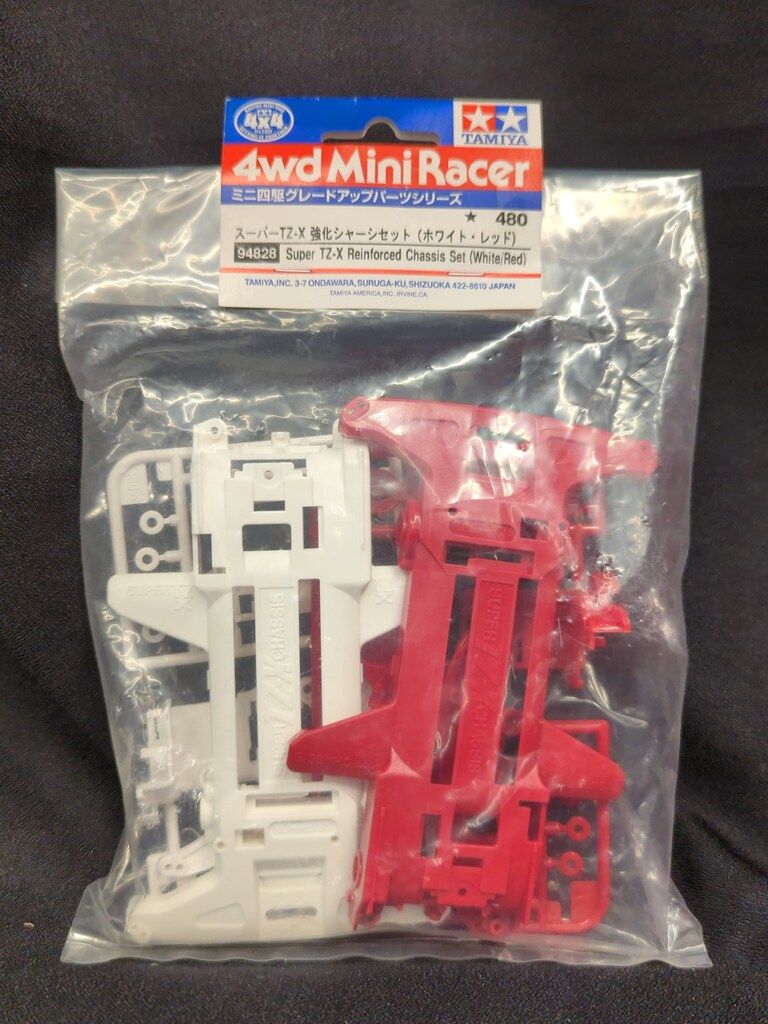 4x4
TAMIYA
4wd Mini Racer
ミニ四駆グレードアップパーツシリーズ
★ 480
スーパーTZ-X 強化シャーシセット (ホワイト・レッド)
94828 Super TZ-X Reinforced Chassis Set (White/Red)
TAMIYA,INC. 3-7 ONDAWARA,SURUGA-KU,SHIZUOKA 422-8610 JAPAN
TAMIYA AMERICA,INC. IRVINE,CA
SUPER TZ X
SUPER TZ X CHASSIS
SUPER TZ X CHASSIS